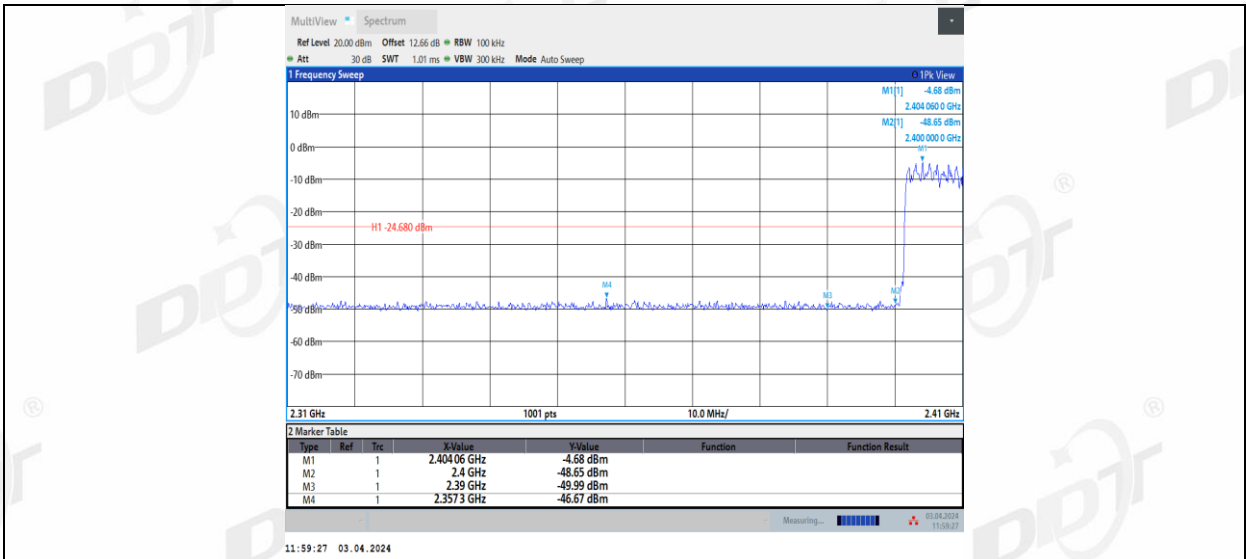 MultiView Spectrum
Ref Level 20.00 dBm Offset 12.66 dB RBW 100 kHz
Att 30 dB SWT 1.01 ms VBW 300 kHz Mode Auto Sweep
1 Frequency Sweep 1Pk View
M1[1] -4.68 dBm
2.404 060 0 GHz
M2[1] -48.65 dBm
2.400 000 0 GHz
10 dBm
0 dBm
M1
-10 dBm
-20 dBm
H1 -24.680 dBm
-30 dBm
-40 dBm
M4
M3
M2
-50 dBm
-60 dBm
-70 dBm
2.31 GHz 1001 pts 10.0 MHz/ 2.41 GHz
2 Marker Table
Type Ref Trc X-Value Y-Value Function Function Result
M1 1 2.404 06 GHz -4.68 dBm
M2 1 2.4 GHz -48.65 dBm
M3 1 2.39 GHz -49.99 dBm
M4 1 2.357 3 GHz -46.67 dBm
Measuring... 03.04.2024
11:59:27
11:59:27 03.04.2024
DDT
®